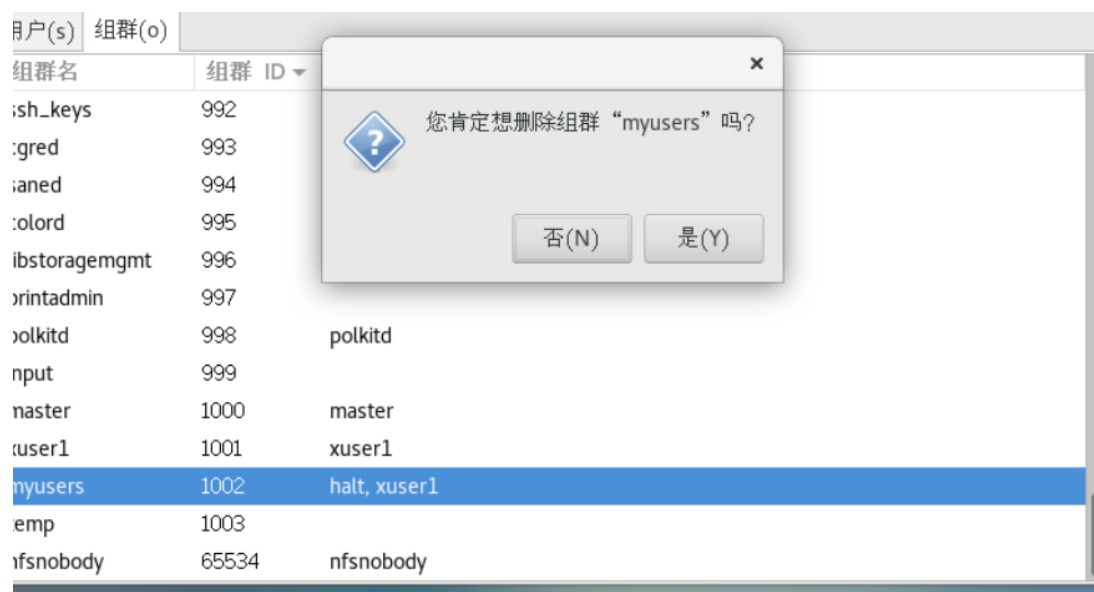 用户(s) 组群(o)
组群名 组群 ID
ssh_keys 992
cgred 993
saned 994
colord 995
ibstoragemgmt 996
printadmin 997
polkitd 998 polkitd
nput 999
master 1000 master
xuser1 1001 xuser1
myusers 1002 halt, xuser1
temp 1003
nfsnobody 65534 nfsnobody
×
您肯定想删除组群“myusers”吗?
否(N) 是(Y)